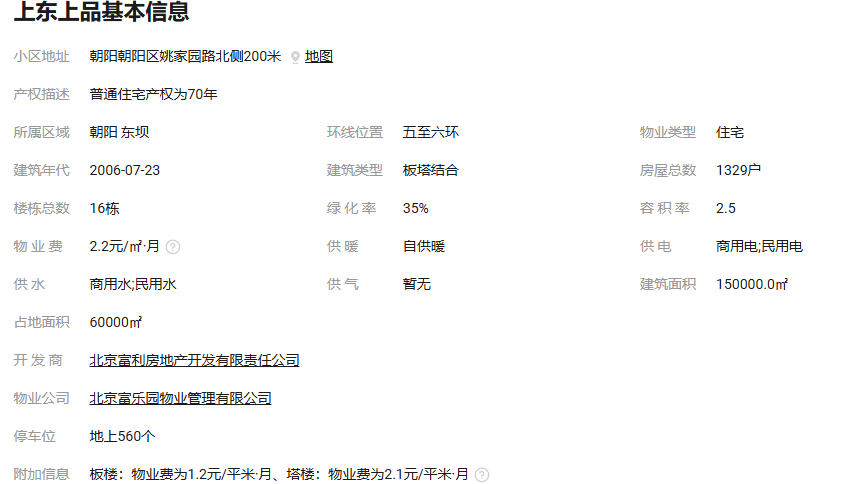 上东上品基本信息
小区地址 朝阳朝阳区姚家园路北侧200米 地图
产权描述 普通住宅产权为70年
所属区域 朝阳 东坝 环线位置 五至六环 物业类型 住宅
建筑年代 2006-07-23 建筑类型 板塔结合 房屋总数 1329户
楼栋总数 16栋 绿 化 率 35% 容 积 率 2.5
物 业 费 2.2元/㎡·月 ? 供 暖 自供暖 供 电 商用电;民用电
供 水 商用水;民用水 供 气 暂无 建筑面积 150000.0㎡
占地面积 60000㎡
开 发 商 北京富利房地产开发有限责任公司
物业公司 北京富乐园物业管理有限公司
停车位 地上560个
附加信息 板楼：物业费为1.2元/平米·月、塔楼：物业费为2.1元/平米·月 ?